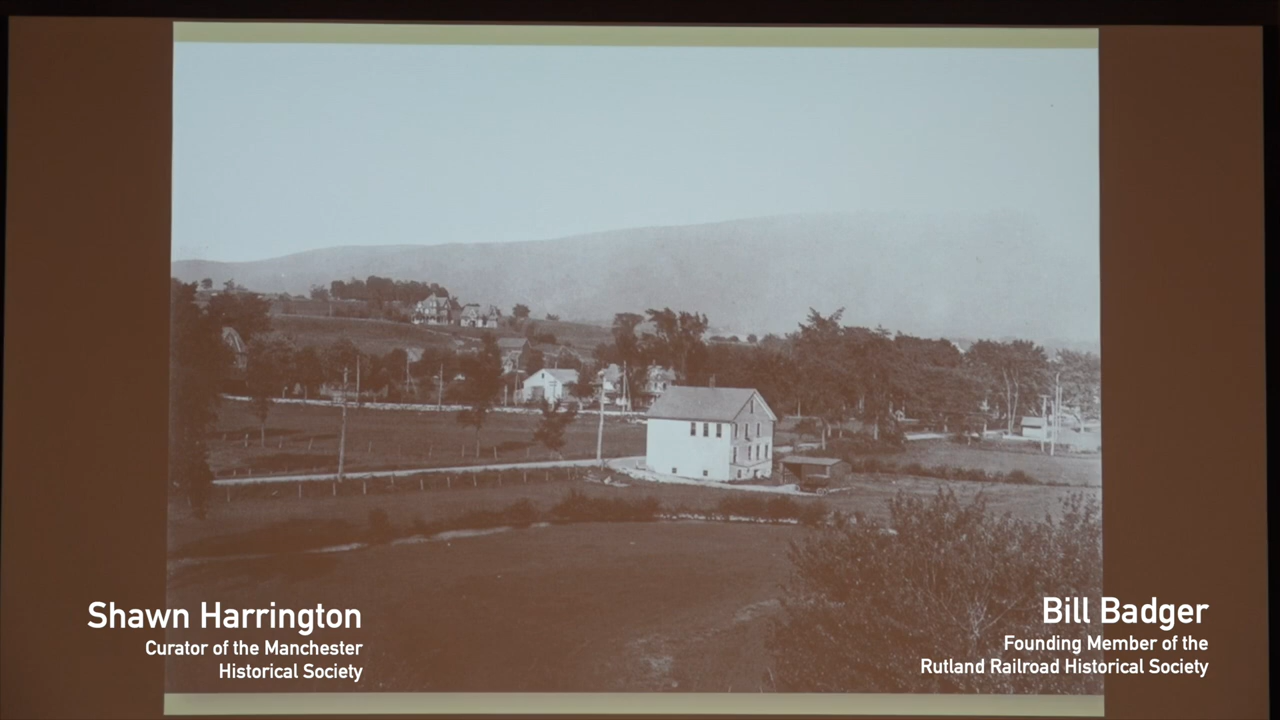 Shawn Harrington
Curator of the Manchester
Historical Society
Bill Badger
Founding Member of the
Rutland Railroad Historical Society